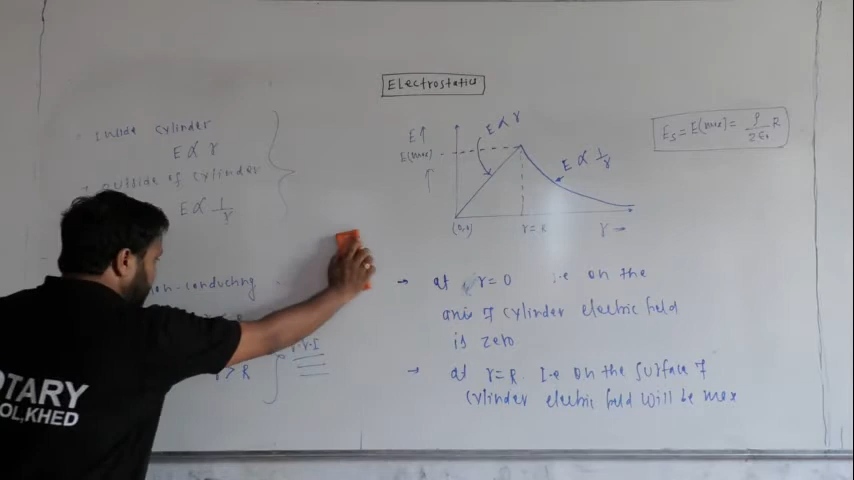 Electrostatics
inside cylinder
E ∝ r
outside of cylinder
E ∝ 1/r
non-conducting
r > R
V.V.I
E↑
E(max)
↑
E ∝ r
E ∝ 1/r
(0,0)
r = R
r →
Es = E(max) = ρ/2ε₀ R
→ at r=0 i.e on the
axis of cylinder electric field
is zero
→ at r=R. I.e on the surface of
cylinder electric field will be max
OTARY
OL,KHED